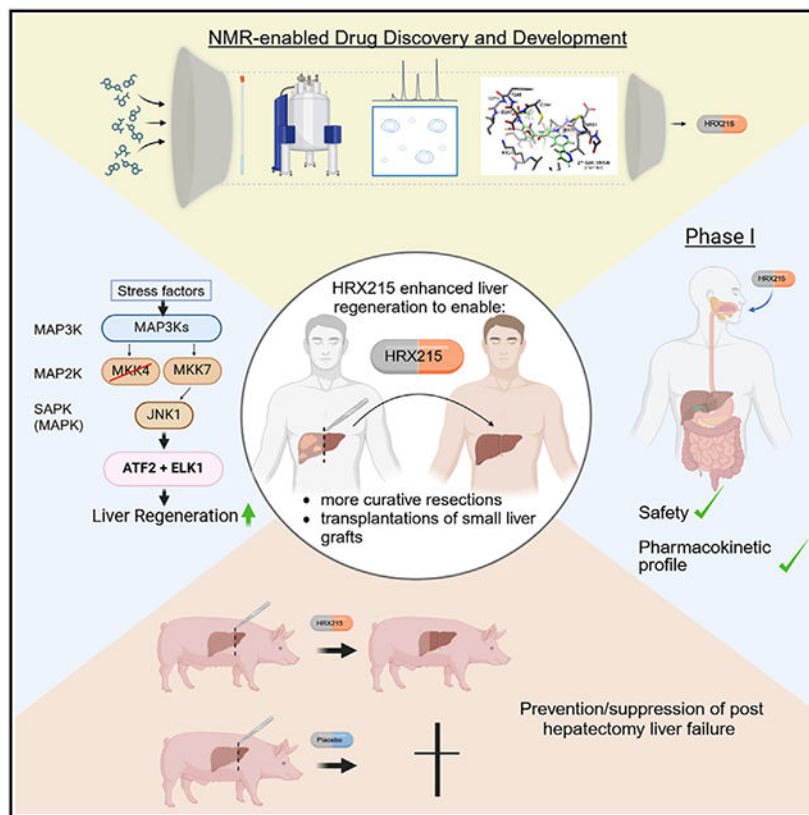 NMR-enabled Drug Discovery and Development
HRX215
Stress factors
MAP3K
MAP3Ks
MAP2K
MKK4
MKK7
SAPK
(MAPK)
JNK1
ATF2 + ELK1
Liver Regeneration
HRX215 enhanced liver
regeneration to enable:
HRX215
• more curative resections
• transplantations of small liver
grafts
Phase I
HRX215
Safety
Pharmacokinetic
profile
HRX215
Placebo
Prevention/suppression of post
hepatectomy liver failure